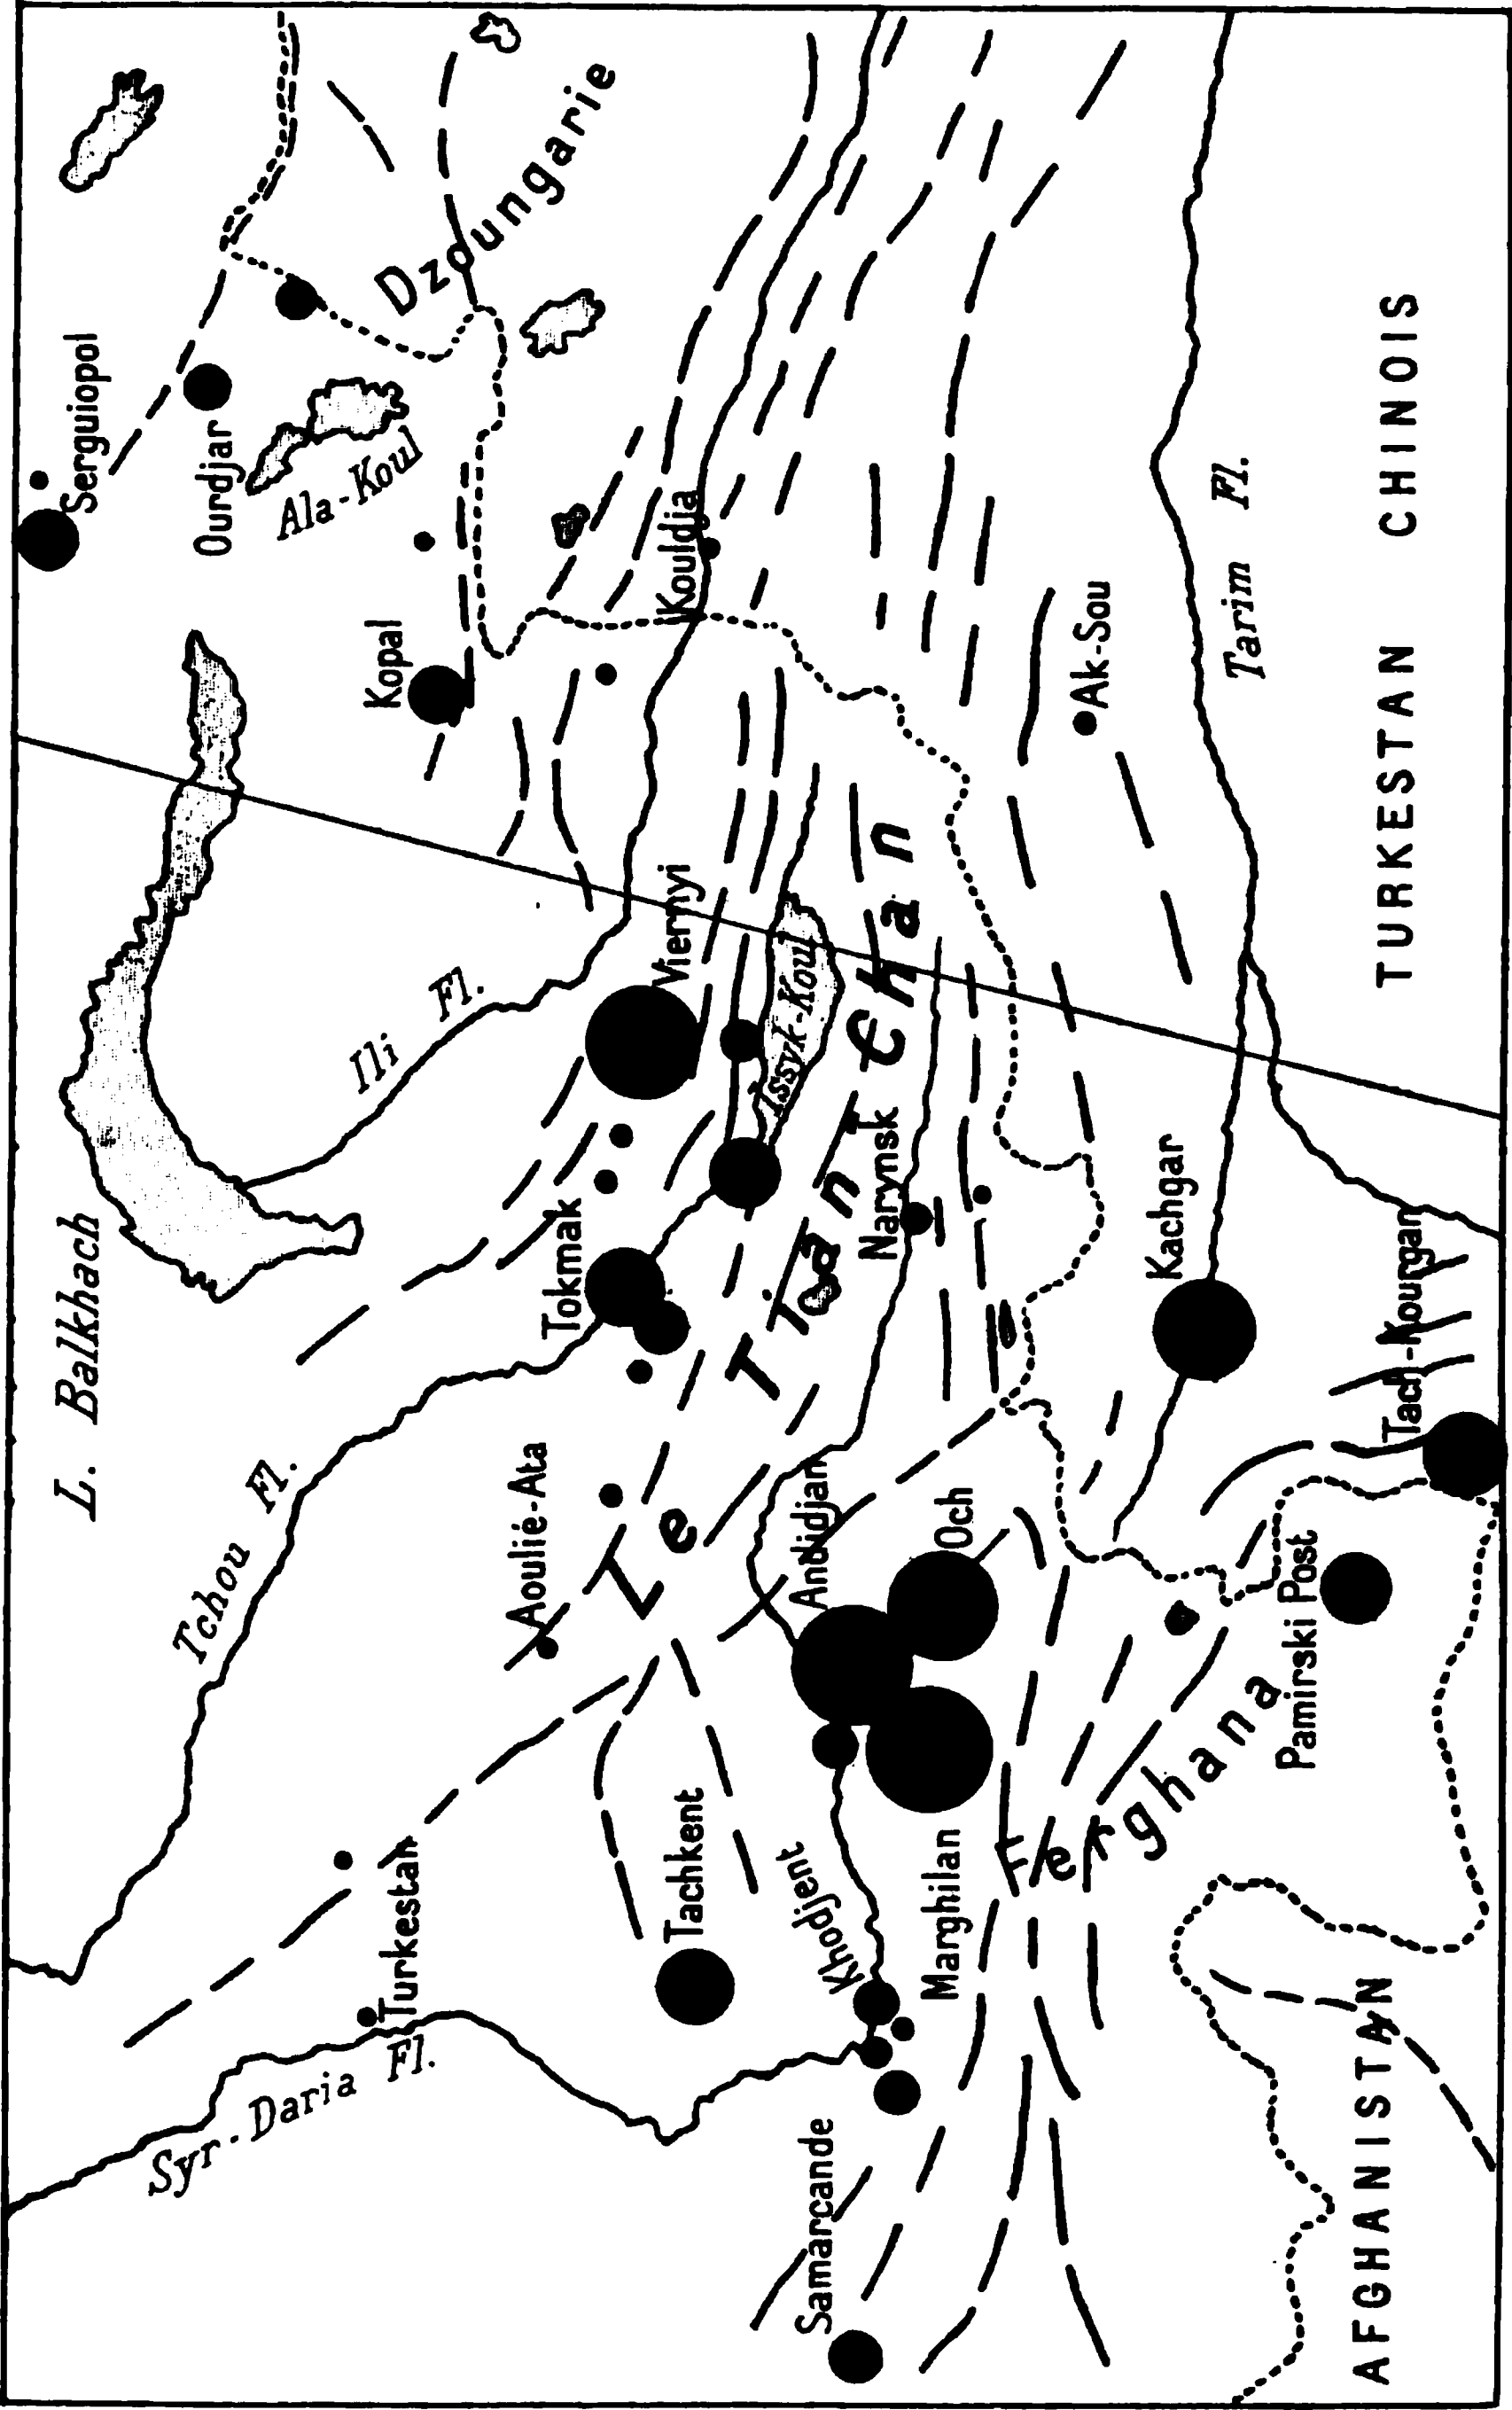 L. Balkhach
Serguiopol
Ourdjar
Ala-Koul
Dzoungarie
Kopal
Ili Fl.
Tchou Fl.
Kouldja
Viernyi
Issyk-Koul
Tokmak
Aoulié-Ata
Turkestan
Syr-Daria Fl.
Le Tian Chan
Narynsk
Ak-Sou
Tarim Fl.
TURKESTAN CHINOIS
Kachgar
Tach-Kourgan
Andidjan
Och
Tachkent
Khodjent
Marghilan
Ferghana
Pamirski Post
Samarcande
AFGHANISTAN